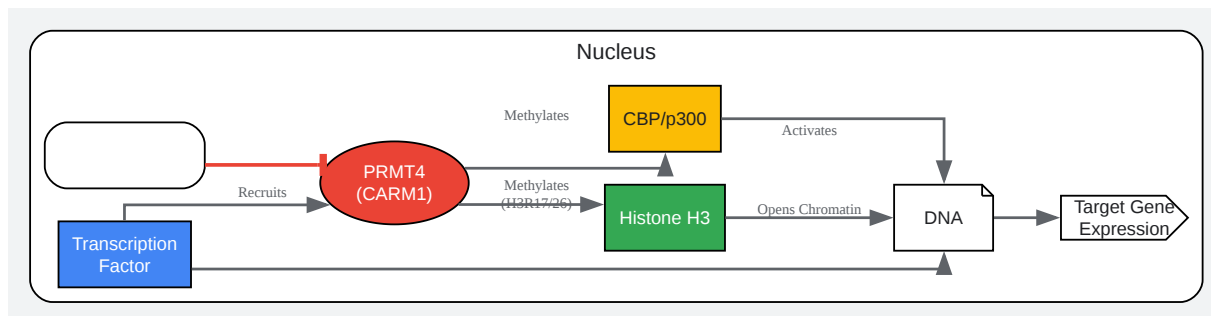 Nucleus
Methylates
CBP/p300
Activates
PRMT4
(CARM1)
Recruits
Methylates
(H3R17/26)
Histone H3
Opens Chromatin
DNA
Target Gene
Expression
Transcription
Factor